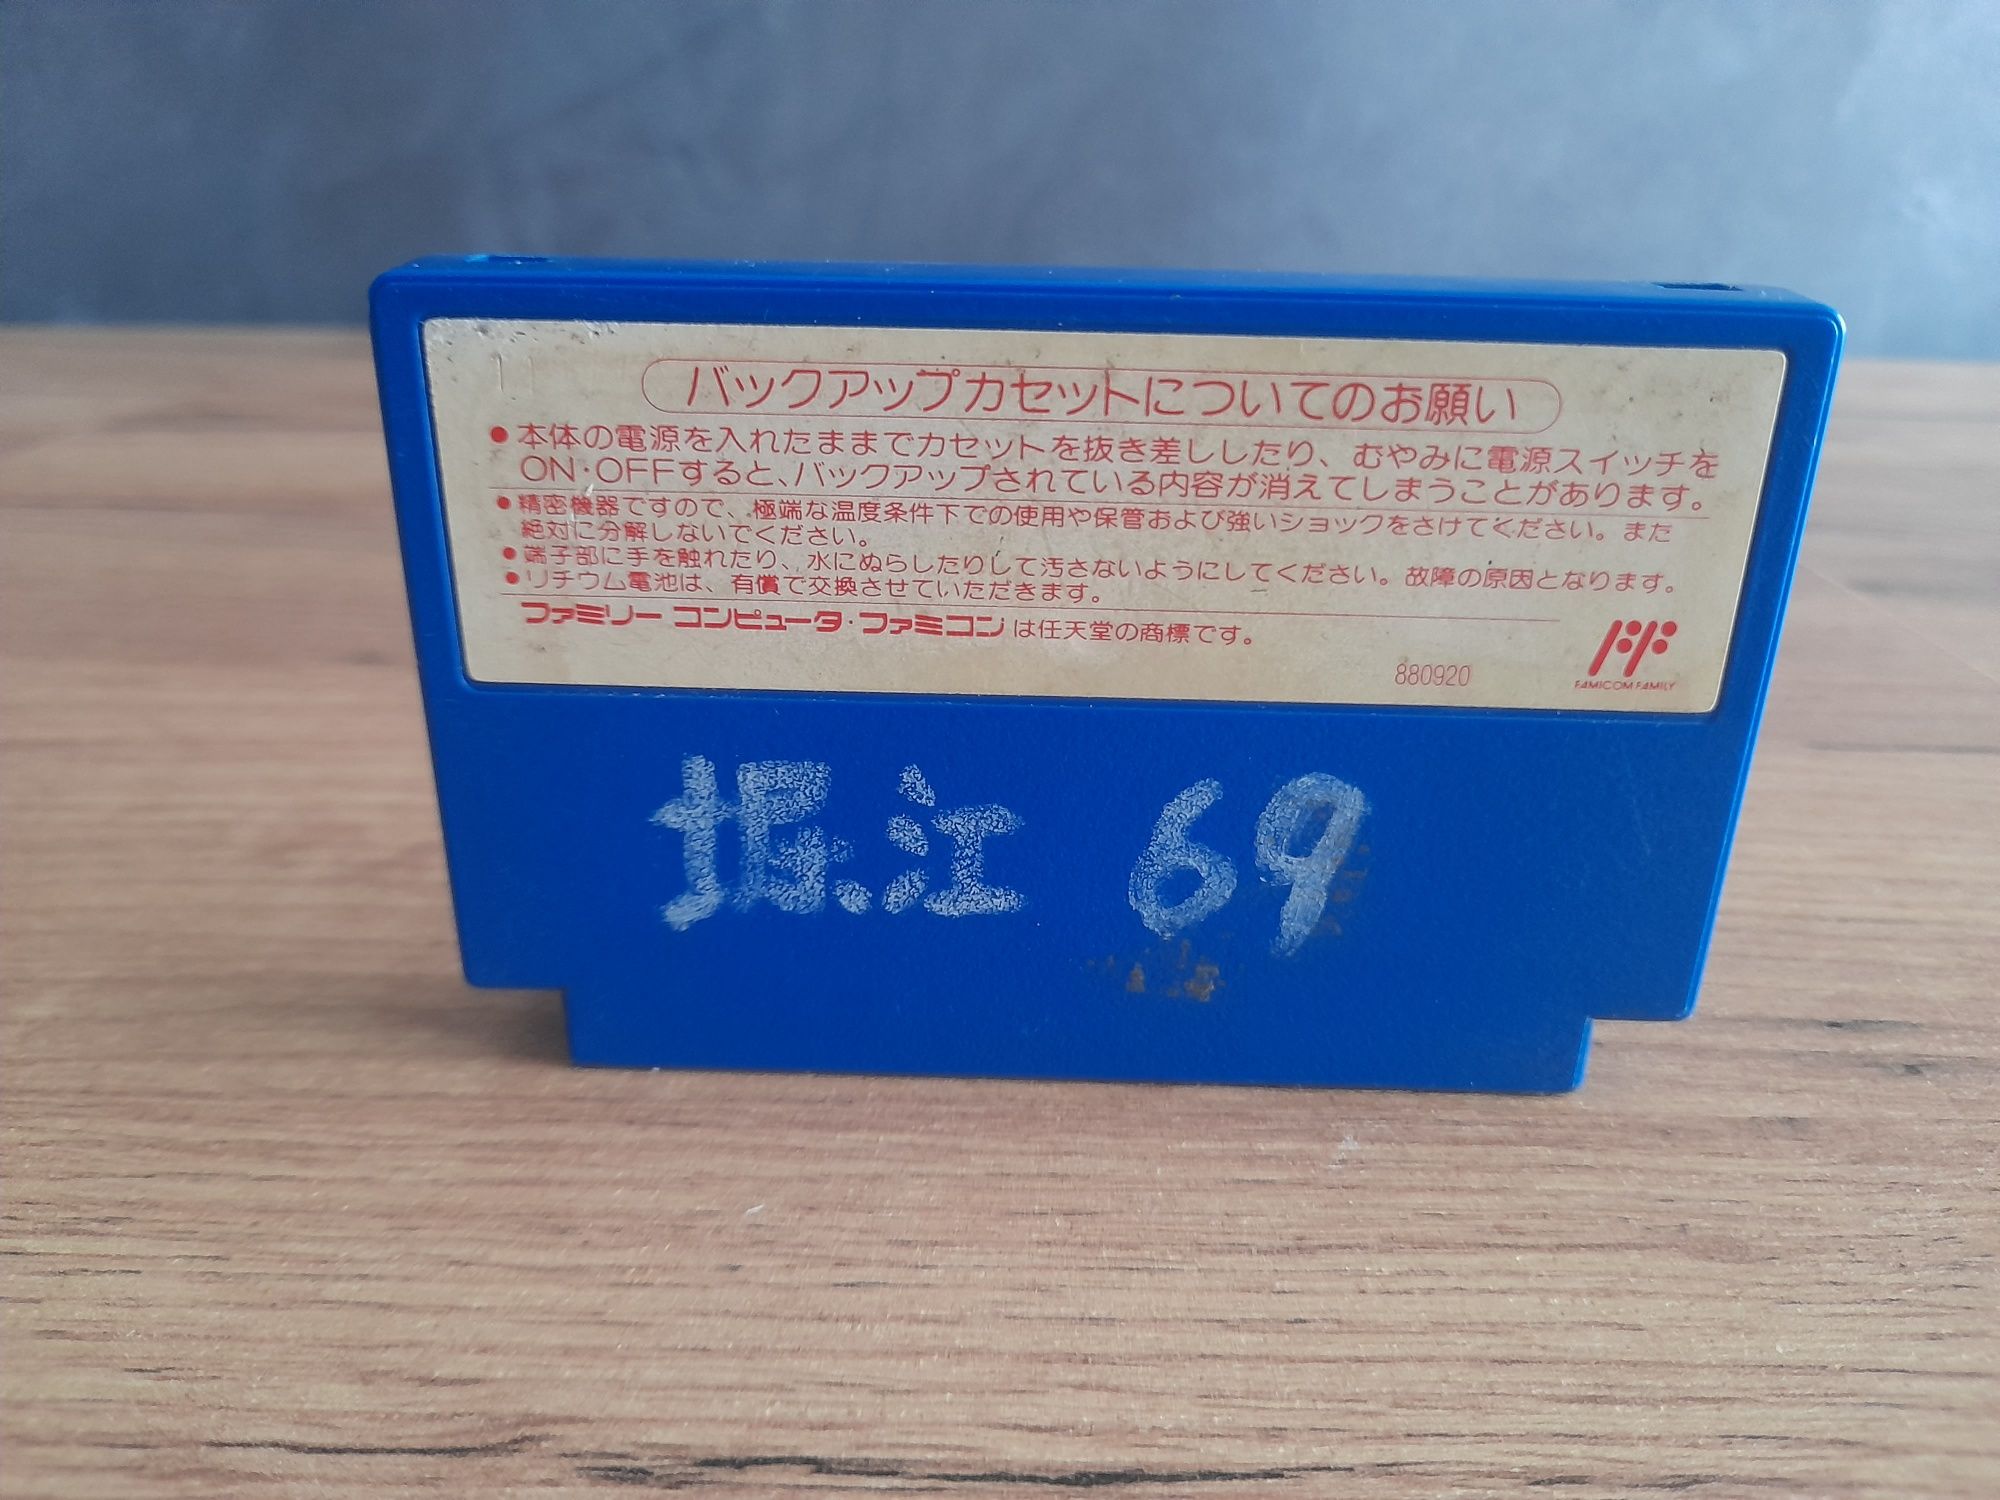 バックアップカセットについてのお願い
●本体の電源を入れたままでカセットを抜き差ししたり、むやみに電源スイッチを
ON・OFFすると、バックアップされている内容が消えてしまうことがあります。
●精密機器ですので、極端な温度条件下での使用や保管および強いショックをさけてください。また
絶対に分解しないでください。
●端子部に手を触れたり、水にぬらしたりして汚さないようにしてください。故障の原因となります。
●リチウム電池は、有償で交換させていただきます。
ファミリー コンピュータ・ファミコンは任天堂の商標です。
880920
FAMICOM FAMILY
堀江 69